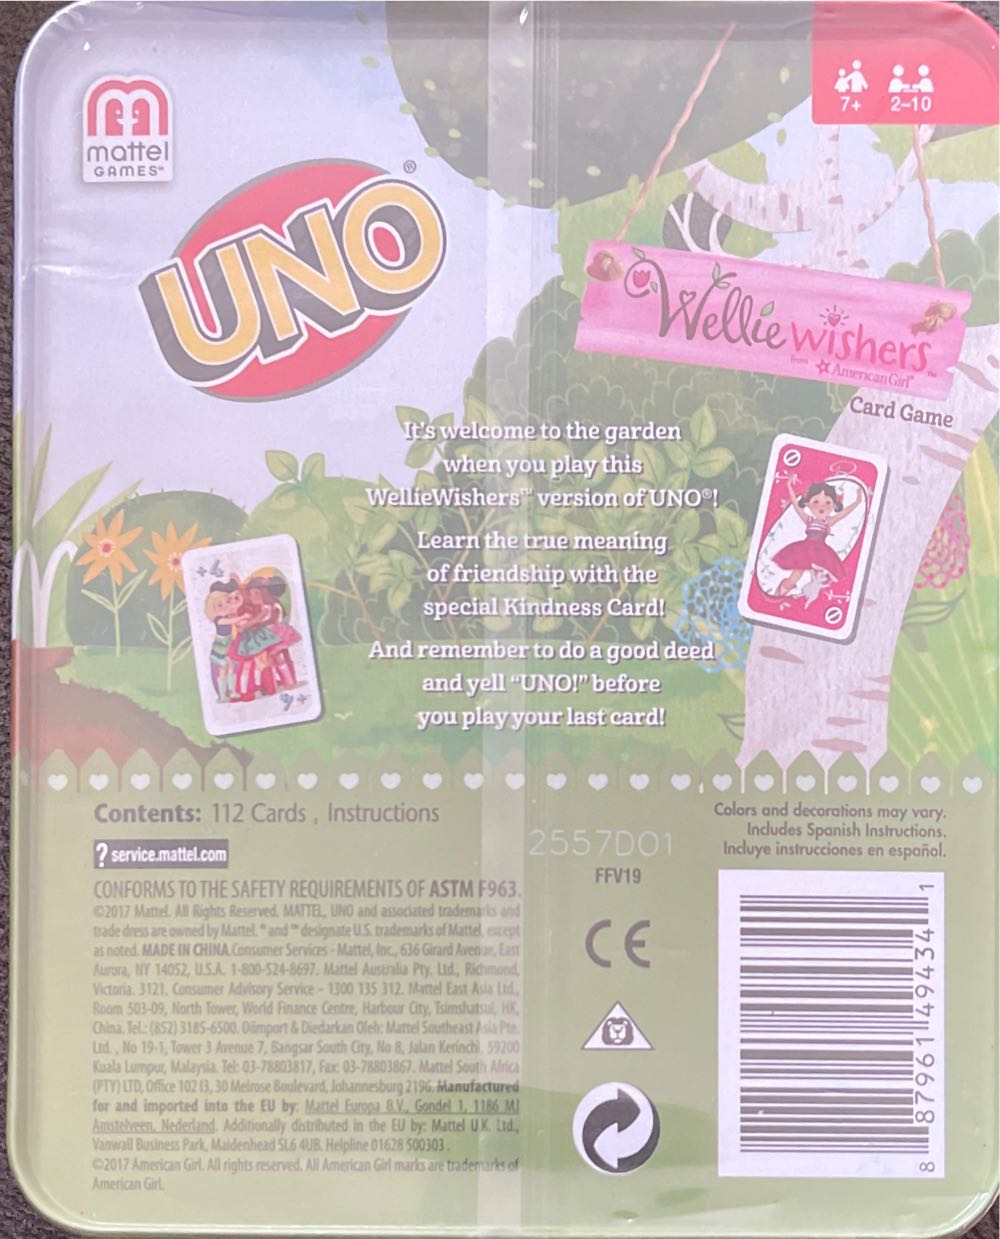 mattel
GAMES™
UNO®
7+
2–10
Wellie wishers™
from American Girl®
Card Game
It's welcome to the garden
when you play this
WellieWishers™ version of UNO®!
Learn the true meaning
of friendship with the
special Kindness Card!
And remember to do a good deed
and yell “UNO!” before
you play your last card!
+4
+4
Contents: 112 Cards , Instructions
? service.mattel.com
CONFORMS TO THE SAFETY REQUIREMENTS OF ASTM F963.
©2017 Mattel. All Rights Reserved. MATTEL, UNO and associated trademarks and
trade dress are owned by Mattel. ® and ™ designate U.S. trademarks of Mattel, except
as noted. MADE IN CHINA. Consumer Services - Mattel, Inc., 636 Girard Avenue, East
Aurora, NY 14052, U.S.A. 1-800-524-8697. Mattel Australia Pty. Ltd., Richmond,
Victoria. 3121. Consumer Advisory Service - 1300 135 312. Mattel East Asia Ltd.,
Room 503-09, North Tower, World Finance Centre, Harbour City, Tsimshatsui, HK,
China. Tel.: (852) 3185-6500. Diimport & Diedarkan Oleh: Mattel Southeast Asia Pte.
Ltd. , No 19-1, Tower 3 Avenue 7, Bangsar South City, No 8, Jalan Kerinchi, 59200
Kuala Lumpur, Malaysia. Tel: 03-78803817, Fax: 03-78803867. Mattel South Africa
(PTY) LTD, Office 102 I3, 30 Melrose Boulevard, Johannesburg 2196. Manufactured
for and imported into the EU by: Mattel Europa B.V., Gondel 1, 1186 MJ
Amstelveen, Nederland. Additionally distributed in the EU by: Mattel U.K. Ltd.,
Vanwall Business Park, Maidenhead SL6 4UB. Helpline 01628 500303 .
©2017 American Girl. All rights reserved. All American Girl marks are trademarks of
American Girl.
2557D01
FFV19
CE
Colors and decorations may vary.
Includes Spanish Instructions.
Incluye instrucciones en español.
8 87961 49434 1